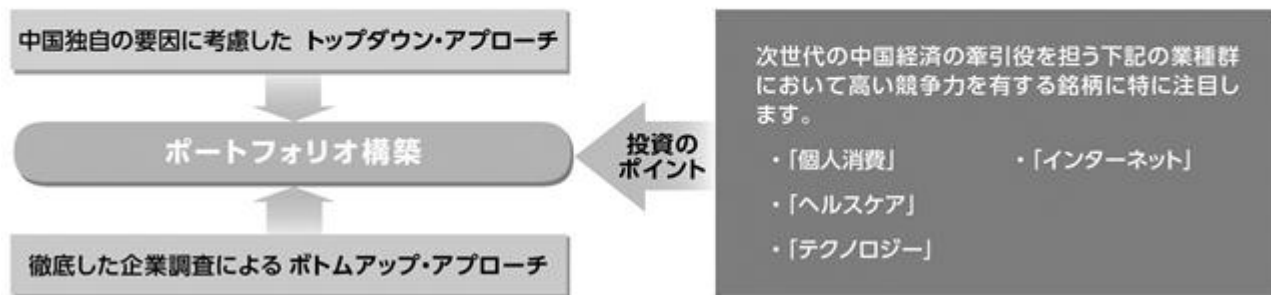 中国独自の要因に考慮した トップダウン・アプローチ
ポートフォリオ構築
徹底した企業調査による ボトムアップ・アプローチ
投資の
ポイント
次世代の中国経済の牽引役を担う下記の業種群
において高い競争力を有する銘柄に特に注目し
ます。
・「個人消費」 ・「インターネット」
・「ヘルスケア」
・「テクノロジー」